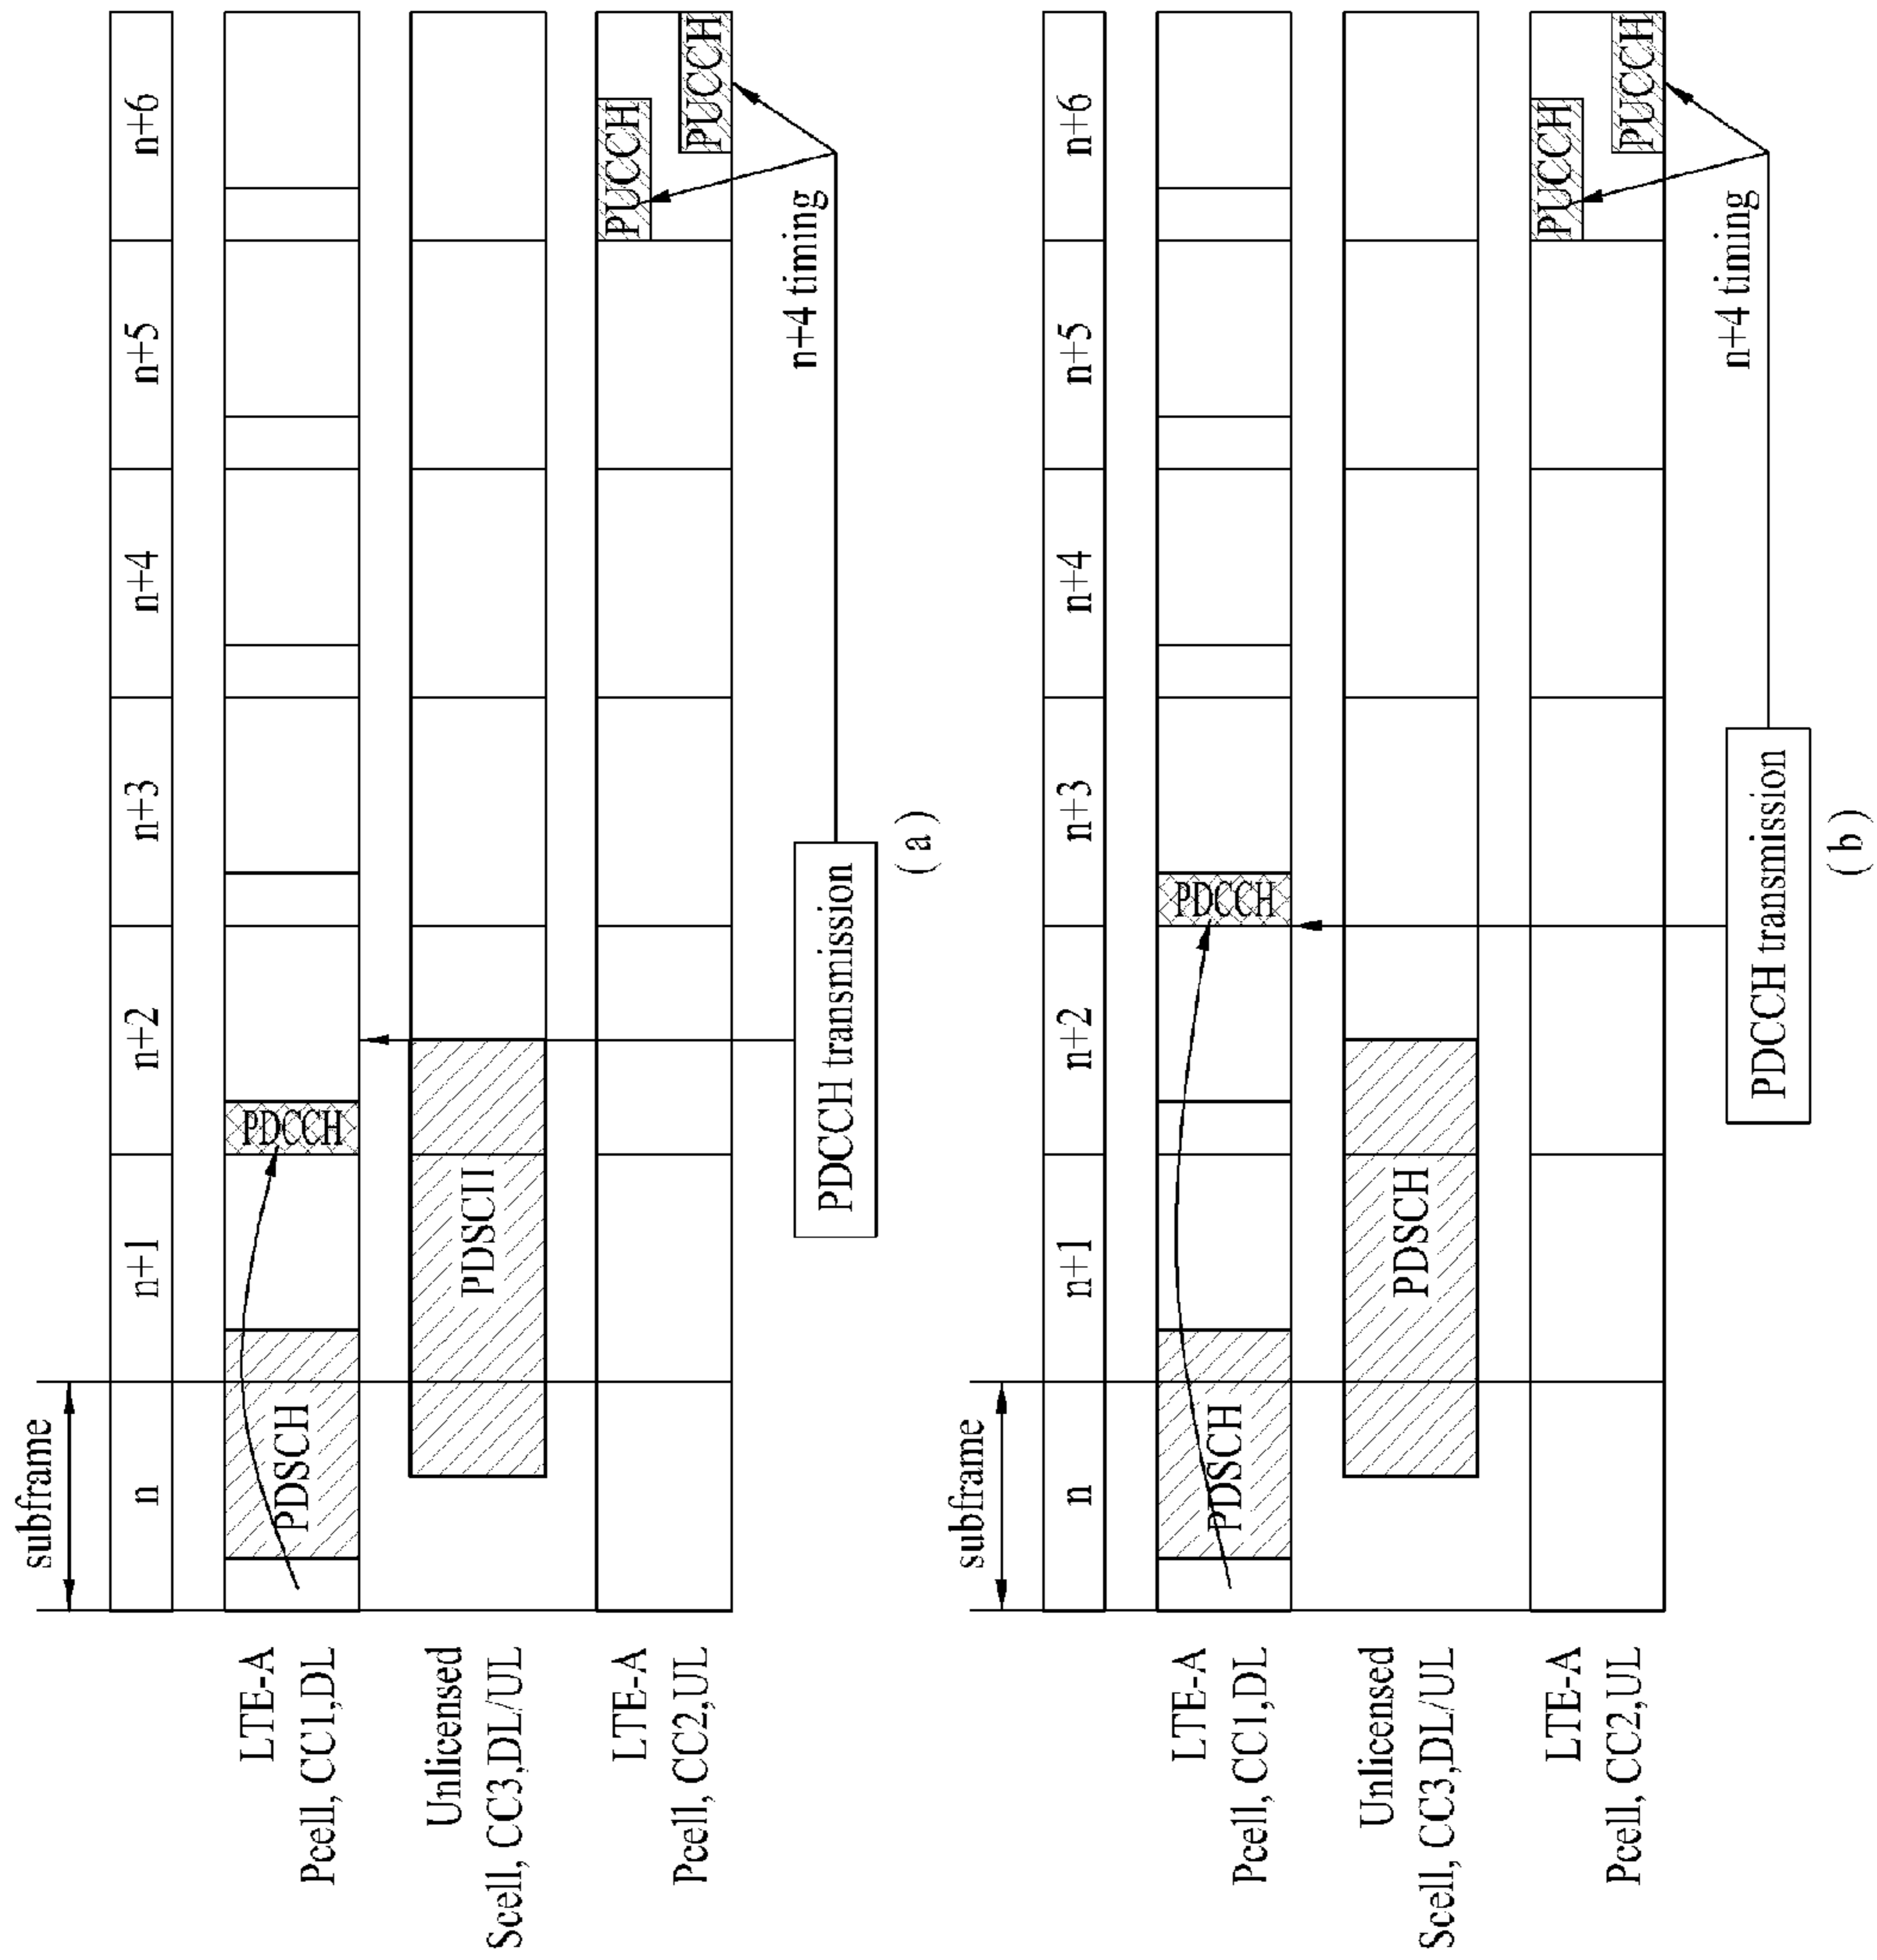 subframe
n
n+1
n+2
n+3
n+4
n+5
n+6
LTE-A
Pcell, CC1,DL
PDSCH
PDCCH
Unlicensed
Scell, CC3,DL/UL
PDSCH
LTE-A
Pcell, CC2,UL
PUCCH
PUCCH
n+4 timing
PDCCH transmission
( a )
subframe
n
n+1
n+2
n+3
n+4
n+5
n+6
LTE-A
Pcell, CC1,DL
PDSCH
PDCCH
Unlicensed
Scell, CC3,DL/UL
PDSCH
LTE-A
Pcell, CC2,UL
PUCCH
PUCCH
n+4 timing
PDCCH transmission
( b )